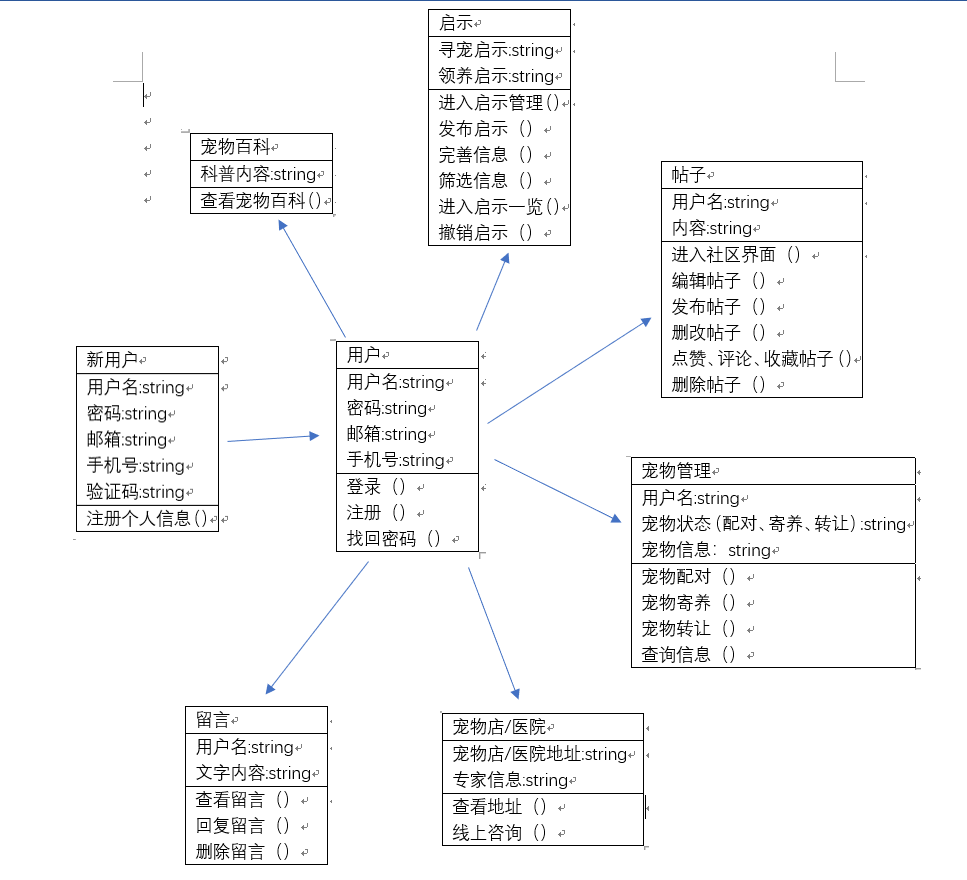 启示
寻宠启示:string
领养启示:string
进入启示管理()
发布启示（）
完善信息（）
筛选信息（）
进入启示一览()
撤销启示（）
宠物百科
科普内容:string
查看宠物百科()
帖子
用户名:string
内容:string
进入社区界面（）
编辑帖子（）
发布帖子（）
删改帖子（）
点赞、评论、收藏帖子()
删除帖子（）
新用户
用户名:string
密码:string
邮箱:string
手机号:string
验证码:string
注册个人信息()
用户
用户名:string
密码:string
邮箱:string
手机号:string
登录（）
注册（）
找回密码（）
宠物管理
用户名:string
宠物状态（配对、寄养、转让）:string
宠物信息：string
宠物配对（）
宠物寄养（）
宠物转让（）
查询信息（）
留言
用户名:string
文字内容:string
查看留言（）
回复留言（）
删除留言（）
宠物店/医院
宠物店/医院地址:string
专家信息:string
查看地址（）
线上咨询（）